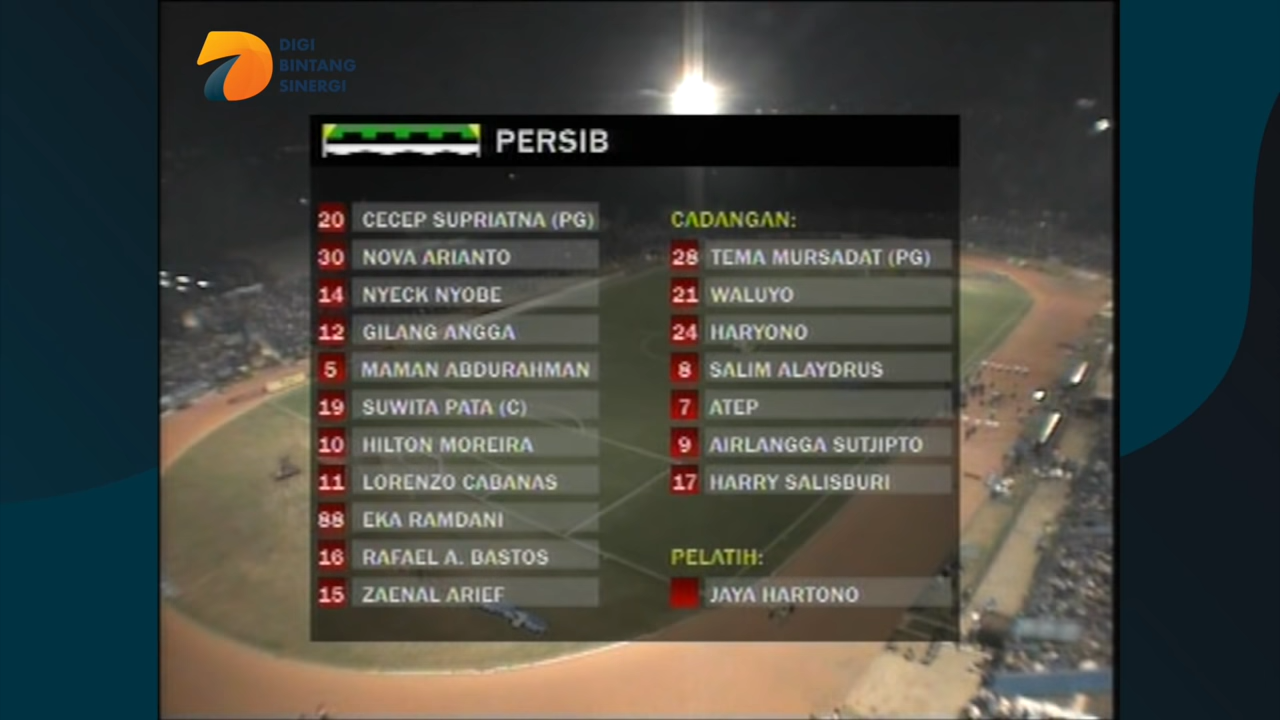 DIGI
BINTANG
SINERGI
PERSIB
20 CECEP SUPRIATNA (PG)
30 NOVA ARIANTO
14 NYECK NYOBE
12 GILANG ANGGA
5 MAMAN ABDURAHMAN
19 SUWITA PATA (C)
10 HILTON MOREIRA
11 LORENZO CABANAS
88 EKA RAMDANI
16 RAFAEL A. BASTOS
15 ZAENAL ARIEF
CADANGAN:
28 TEMA MURSADAT (PG)
21 WALUYO
24 HARYONO
8 SALIM ALAYDRUS
7 ATEP
9 AIRLANGGA SUTJIPTO
17 HARRY SALISBURI
PELATIH:
JAYA HARTONO